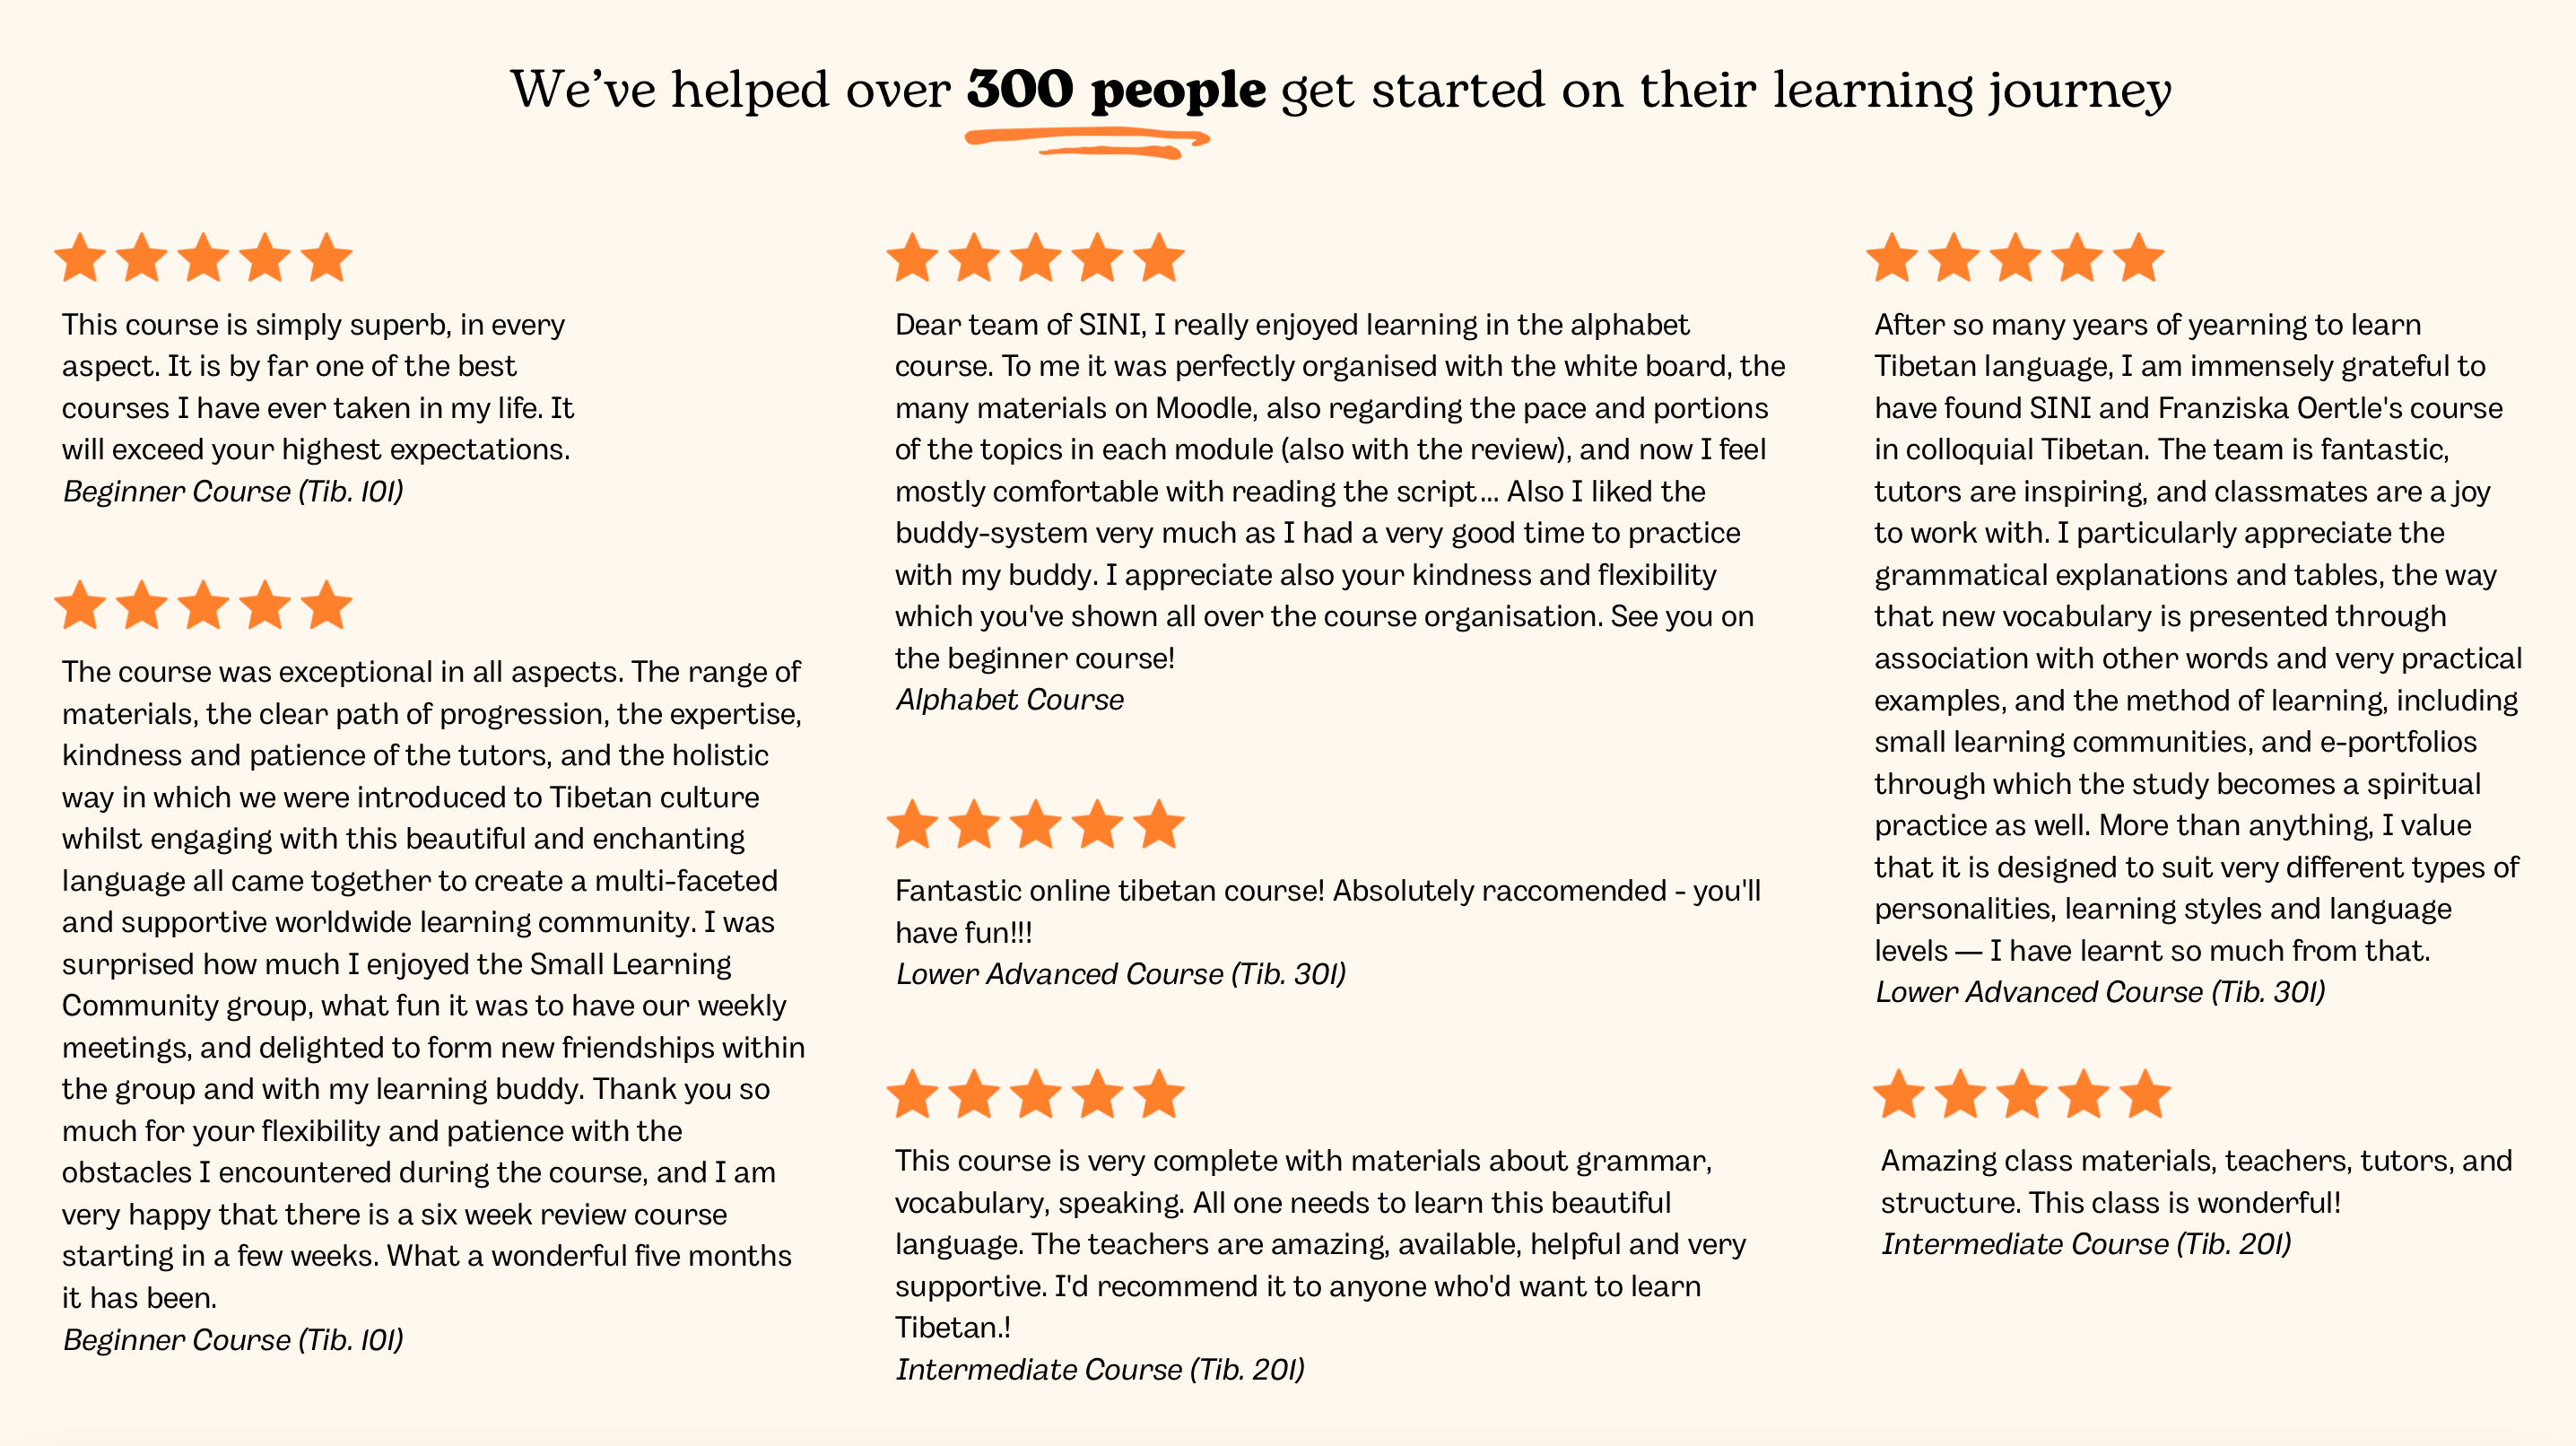 We’ve helped over 300 people get started on their learning journey
This course is simply superb, in every
aspect. It is by far one of the best
courses I have ever taken in my life. It
will exceed your highest expectations.
Beginner Course (Tib. 101)
The course was exceptional in all aspects. The range of
materials, the clear path of progression, the expertise,
kindness and patience of the tutors, and the holistic
way in which we were introduced to Tibetan culture
whilst engaging with this beautiful and enchanting
language all came together to create a multi-faceted
and supportive worldwide learning community. I was
surprised how much I enjoyed the Small Learning
Community group, what fun it was to have our weekly
meetings, and delighted to form new friendships within
the group and with my learning buddy. Thank you so
much for your flexibility and patience with the
obstacles I encountered during the course, and I am
very happy that there is a six week review course
starting in a few weeks. What a wonderful five months
it has been.
Beginner Course (Tib. 101)
Dear team of SINI, I really enjoyed learning in the alphabet
course. To me it was perfectly organised with the white board, the
many materials on Moodle, also regarding the pace and portions
of the topics in each module (also with the review), and now I feel
mostly comfortable with reading the script... Also I liked the
buddy-system very much as I had a very good time to practice
with my buddy. I appreciate also your kindness and flexibility
which you've shown all over the course organisation. See you on
the beginner course!
Alphabet Course
Fantastic online tibetan course! Absolutely raccomended - you'll
have fun!!!
Lower Advanced Course (Tib. 301)
This course is very complete with materials about grammar,
vocabulary, speaking. All one needs to learn this beautiful
language. The teachers are amazing, available, helpful and very
supportive. I'd recommend it to anyone who'd want to learn
Tibetan.!
Intermediate Course (Tib. 201)
After so many years of yearning to learn
Tibetan language, I am immensely grateful to
have found SINI and Franziska Oertle's course
in colloquial Tibetan. The team is fantastic,
tutors are inspiring, and classmates are a joy
to work with. I particularly appreciate the
grammatical explanations and tables, the way
that new vocabulary is presented through
association with other words and very practical
examples, and the method of learning, including
small learning communities, and e-portfolios
through which the study becomes a spiritual
practice as well. More than anything, I value
that it is designed to suit very different types of
personalities, learning styles and language
levels — I have learnt so much from that.
Lower Advanced Course (Tib. 301)
Amazing class materials, teachers, tutors, and
structure. This class is wonderful!
Intermediate Course (Tib. 201)